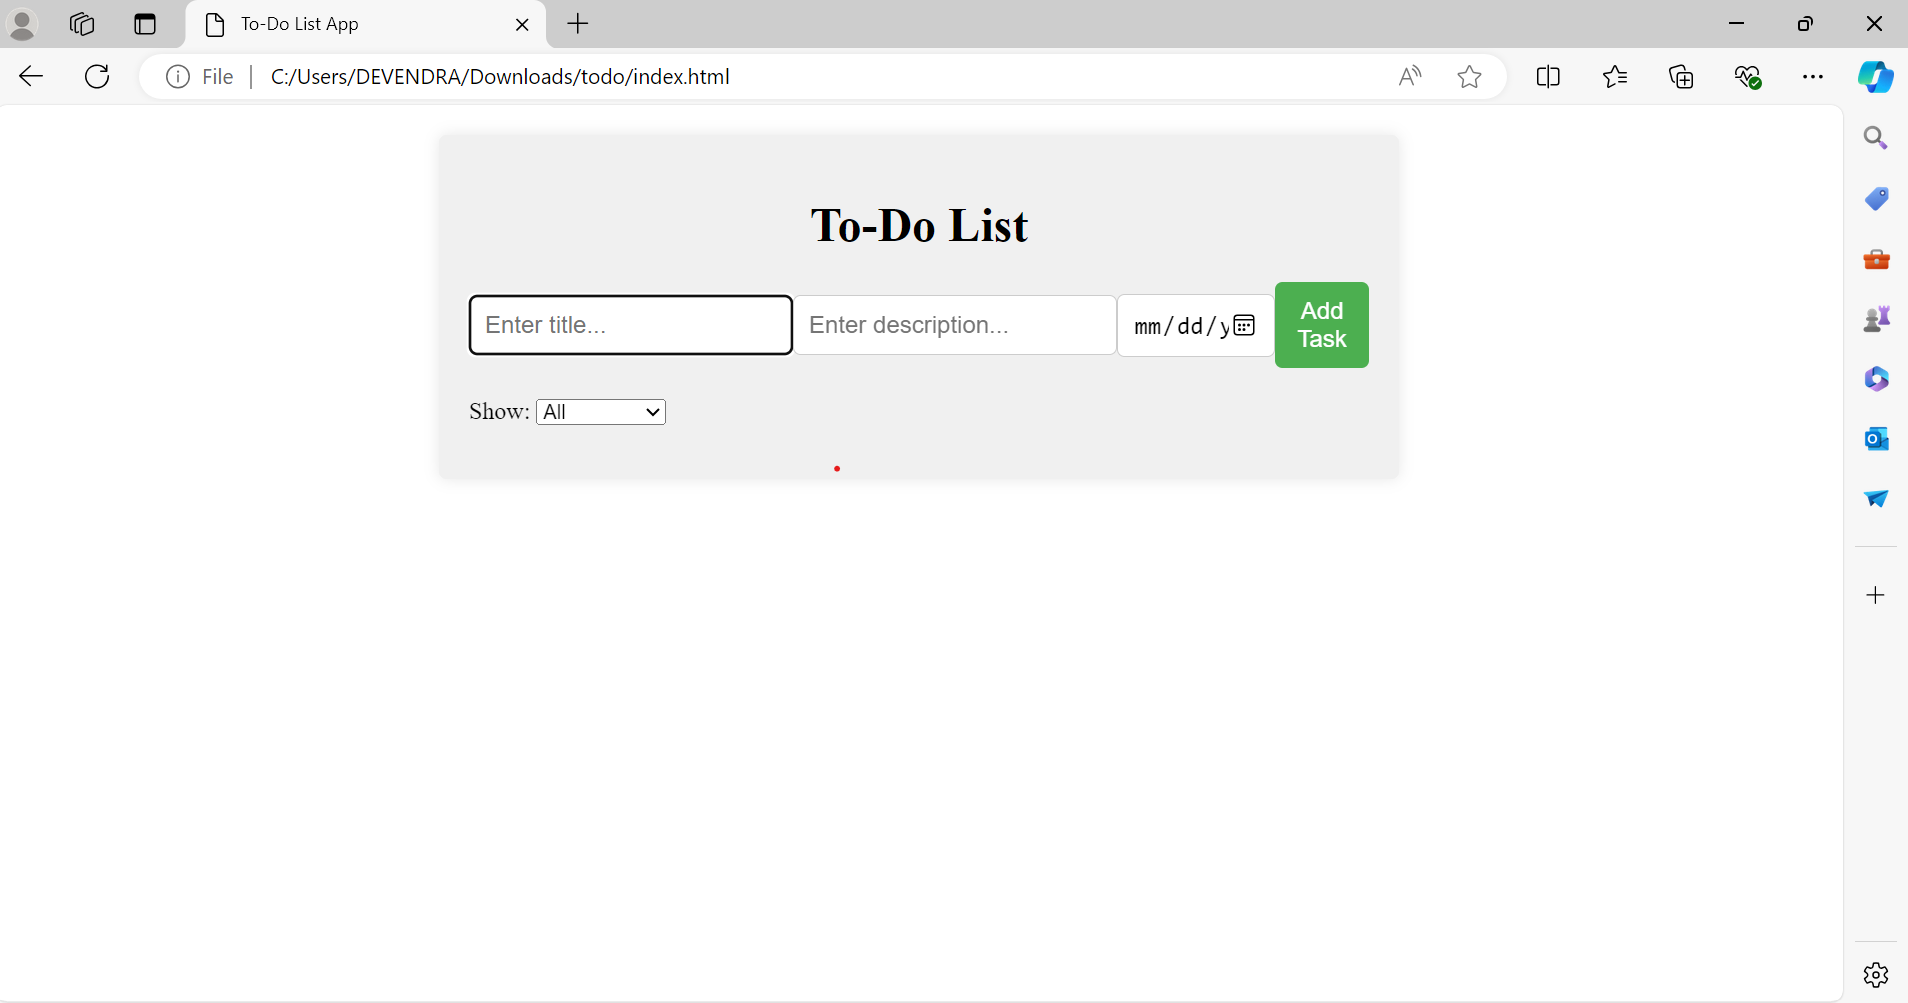 To-Do List App
File
C:/Users/DEVENDRA/Downloads/todo/index.html
To-Do List
Enter title...
Enter description...
mm/dd/y
Add
Task
Show: All